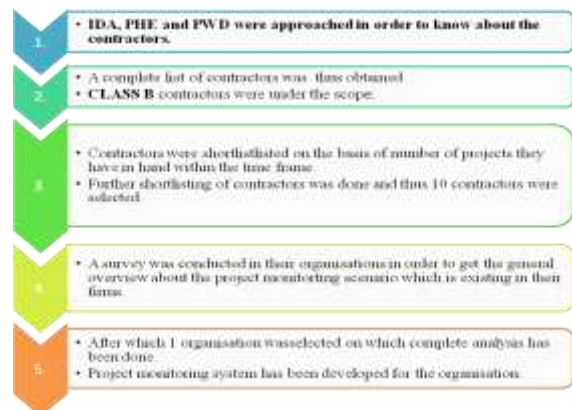 1.
• IDA, PHE and PWD were approached in order to know about the
contractors.
2.
• A complete list of contractors was thus obtained.
• CLASS B contractors were under the scope.
3.
• Contractors were shortlistlisted on the basis of number of projects they
have in hand within the time frame.
• Further shortlisting of contractors was done and thus 10 contractors were
selected.
4.
• A survey was conducted in their organisations in order to get the general
overview about the project monitoring scenario which is existing in their
firms.
5.
• After which 1 organisation wasselected on which complete analysis has
been done.
• Project monitoring system has been developed for the organisation.